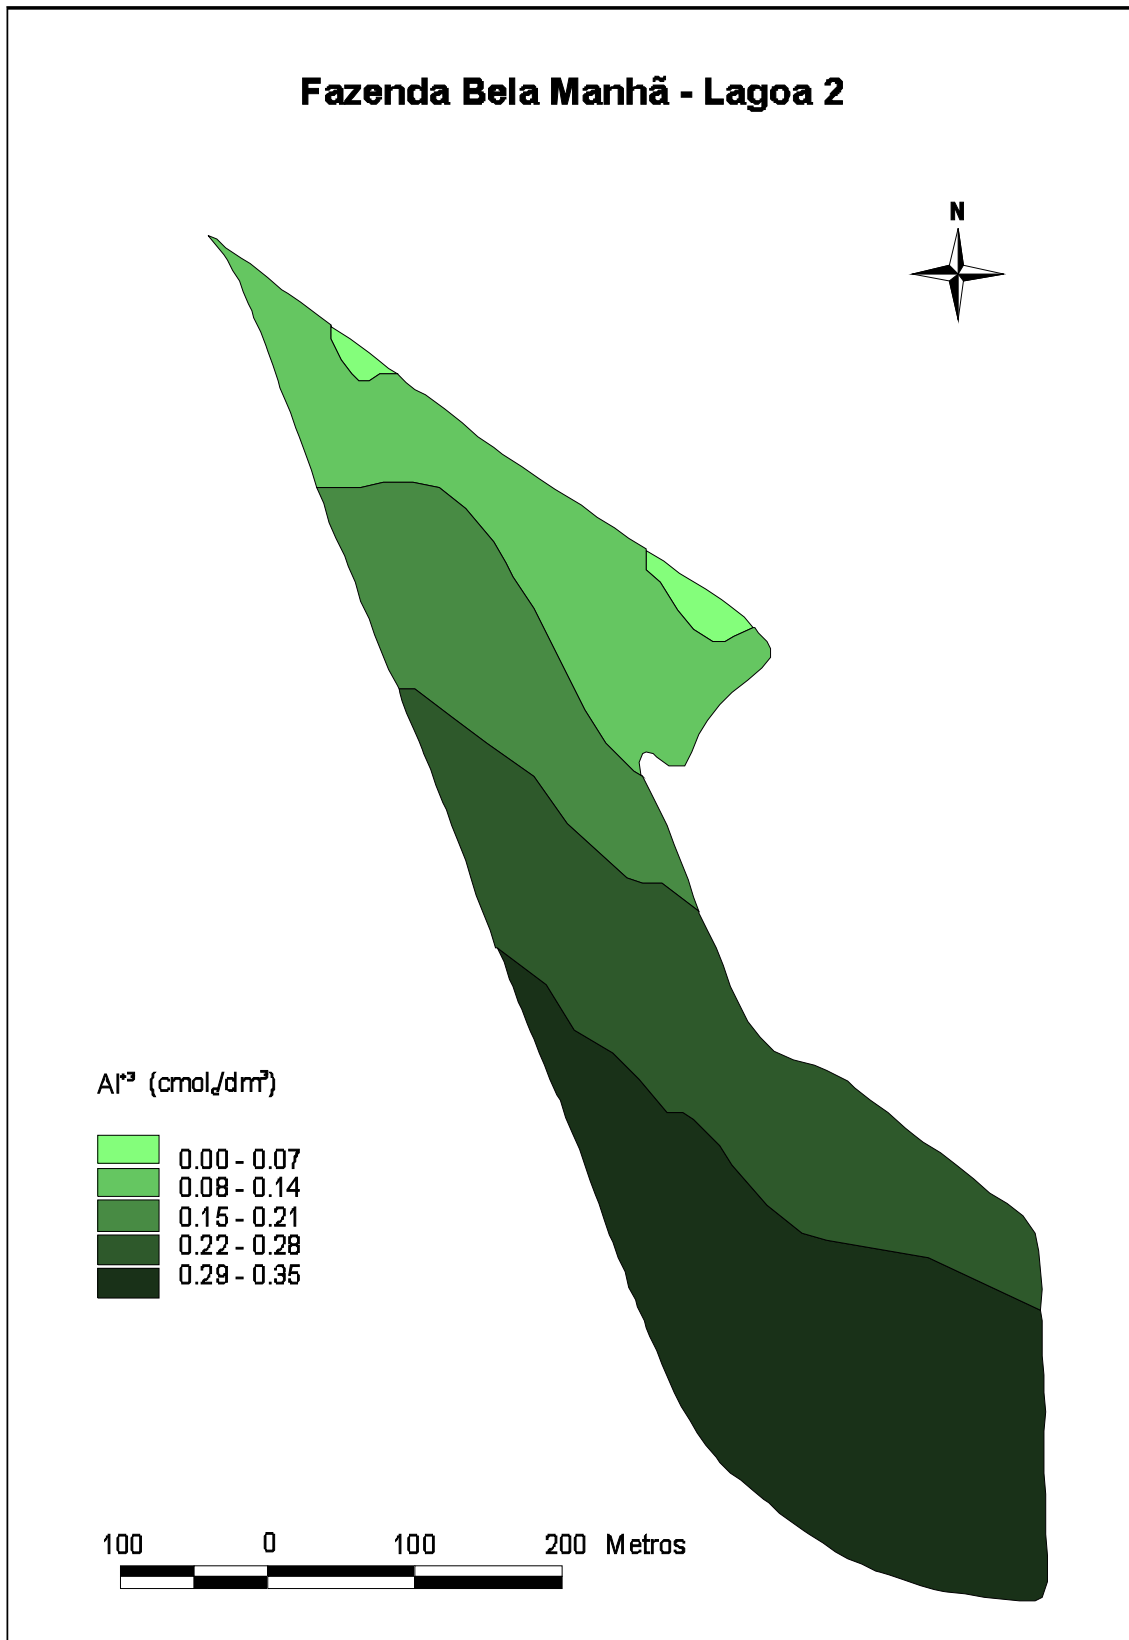 Fazenda Bela Manhã - Lagoa 2
N
Al⁺³ (cmolc/dm³)
0.00 - 0.07
0.08 - 0.14
0.15 - 0.21
0.22 - 0.28
0.29 - 0.35
100 0 100 200 Metros